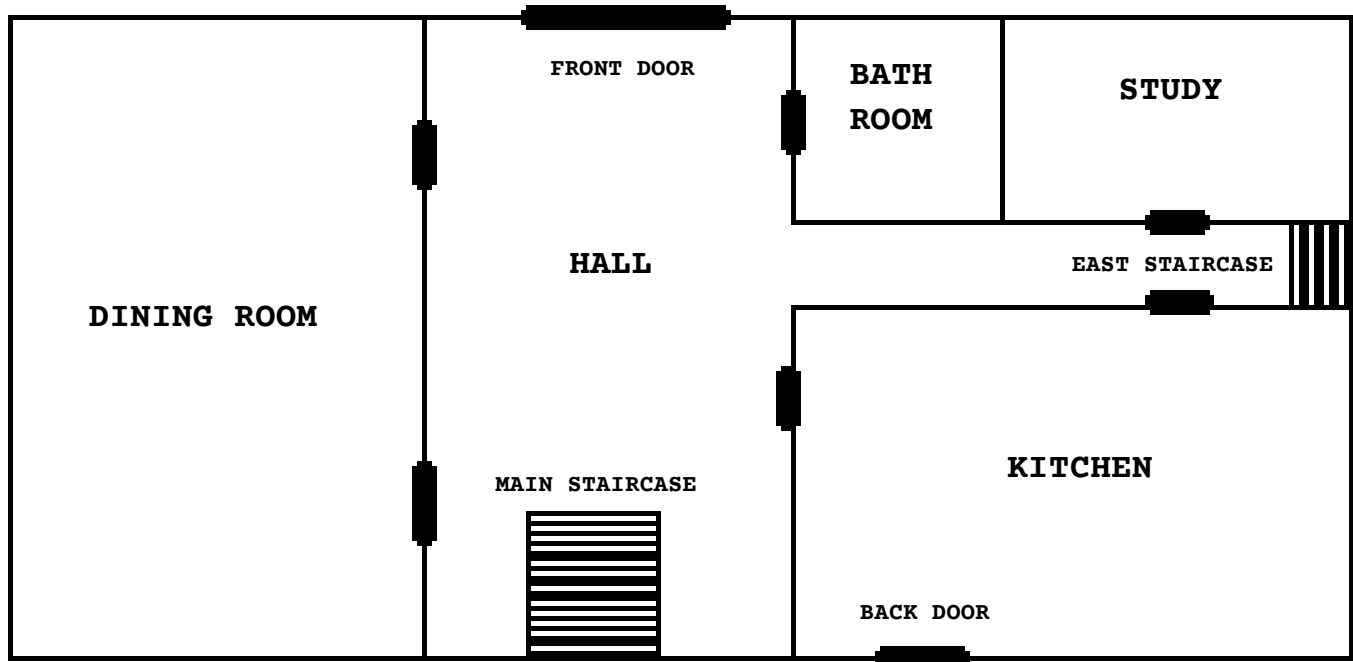 FRONT DOOR
BATH
ROOM
STUDY
HALL
EAST STAIRCASE
DINING ROOM
KITCHEN
MAIN STAIRCASE
BACK DOOR